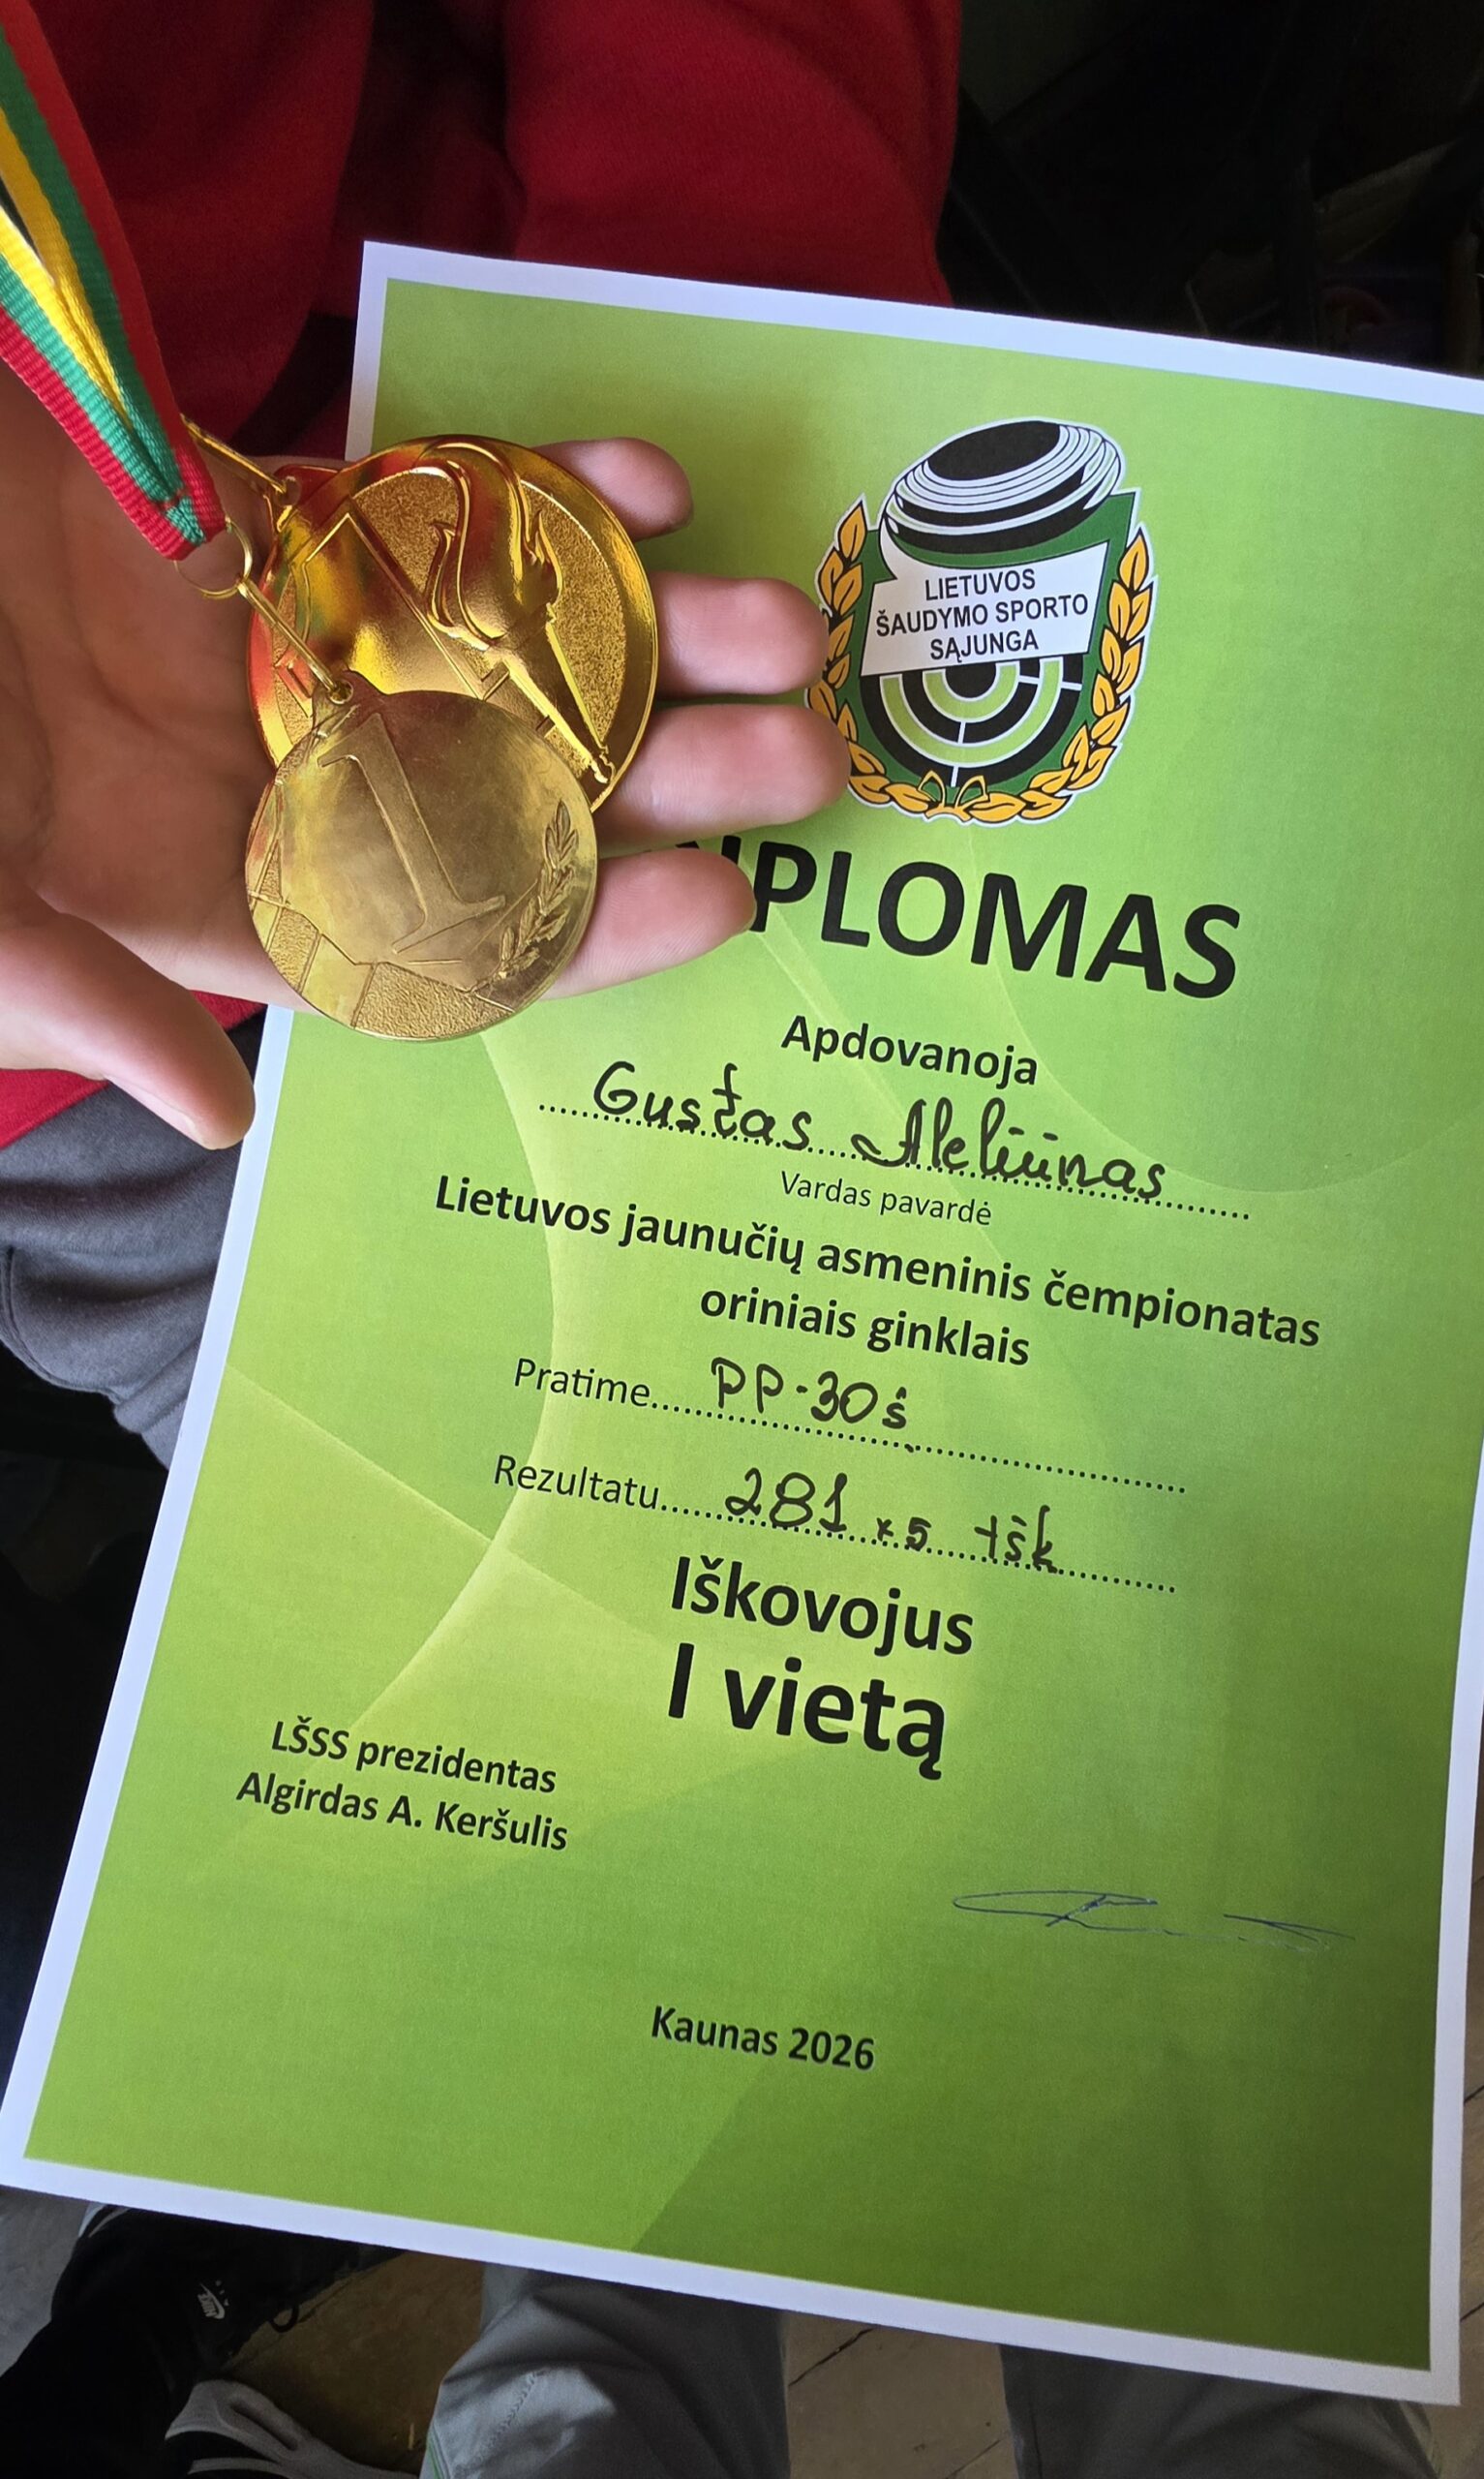 LIETUVOS
ŠAUDYMO SPORTO
SĄJUNGA
1
PLOMAS
Apdovanoja
Gustas Aleliūnas
Vardas pavardė
Lietuvos jaunučių asmeninis čempionatas
oriniais ginklais
Pratime PP-30š
Rezultatu 281 x5 tšk
Iškovojus
I vietą
LŠSS prezidentas
Algirdas A. Keršulis
Kaunas 2026